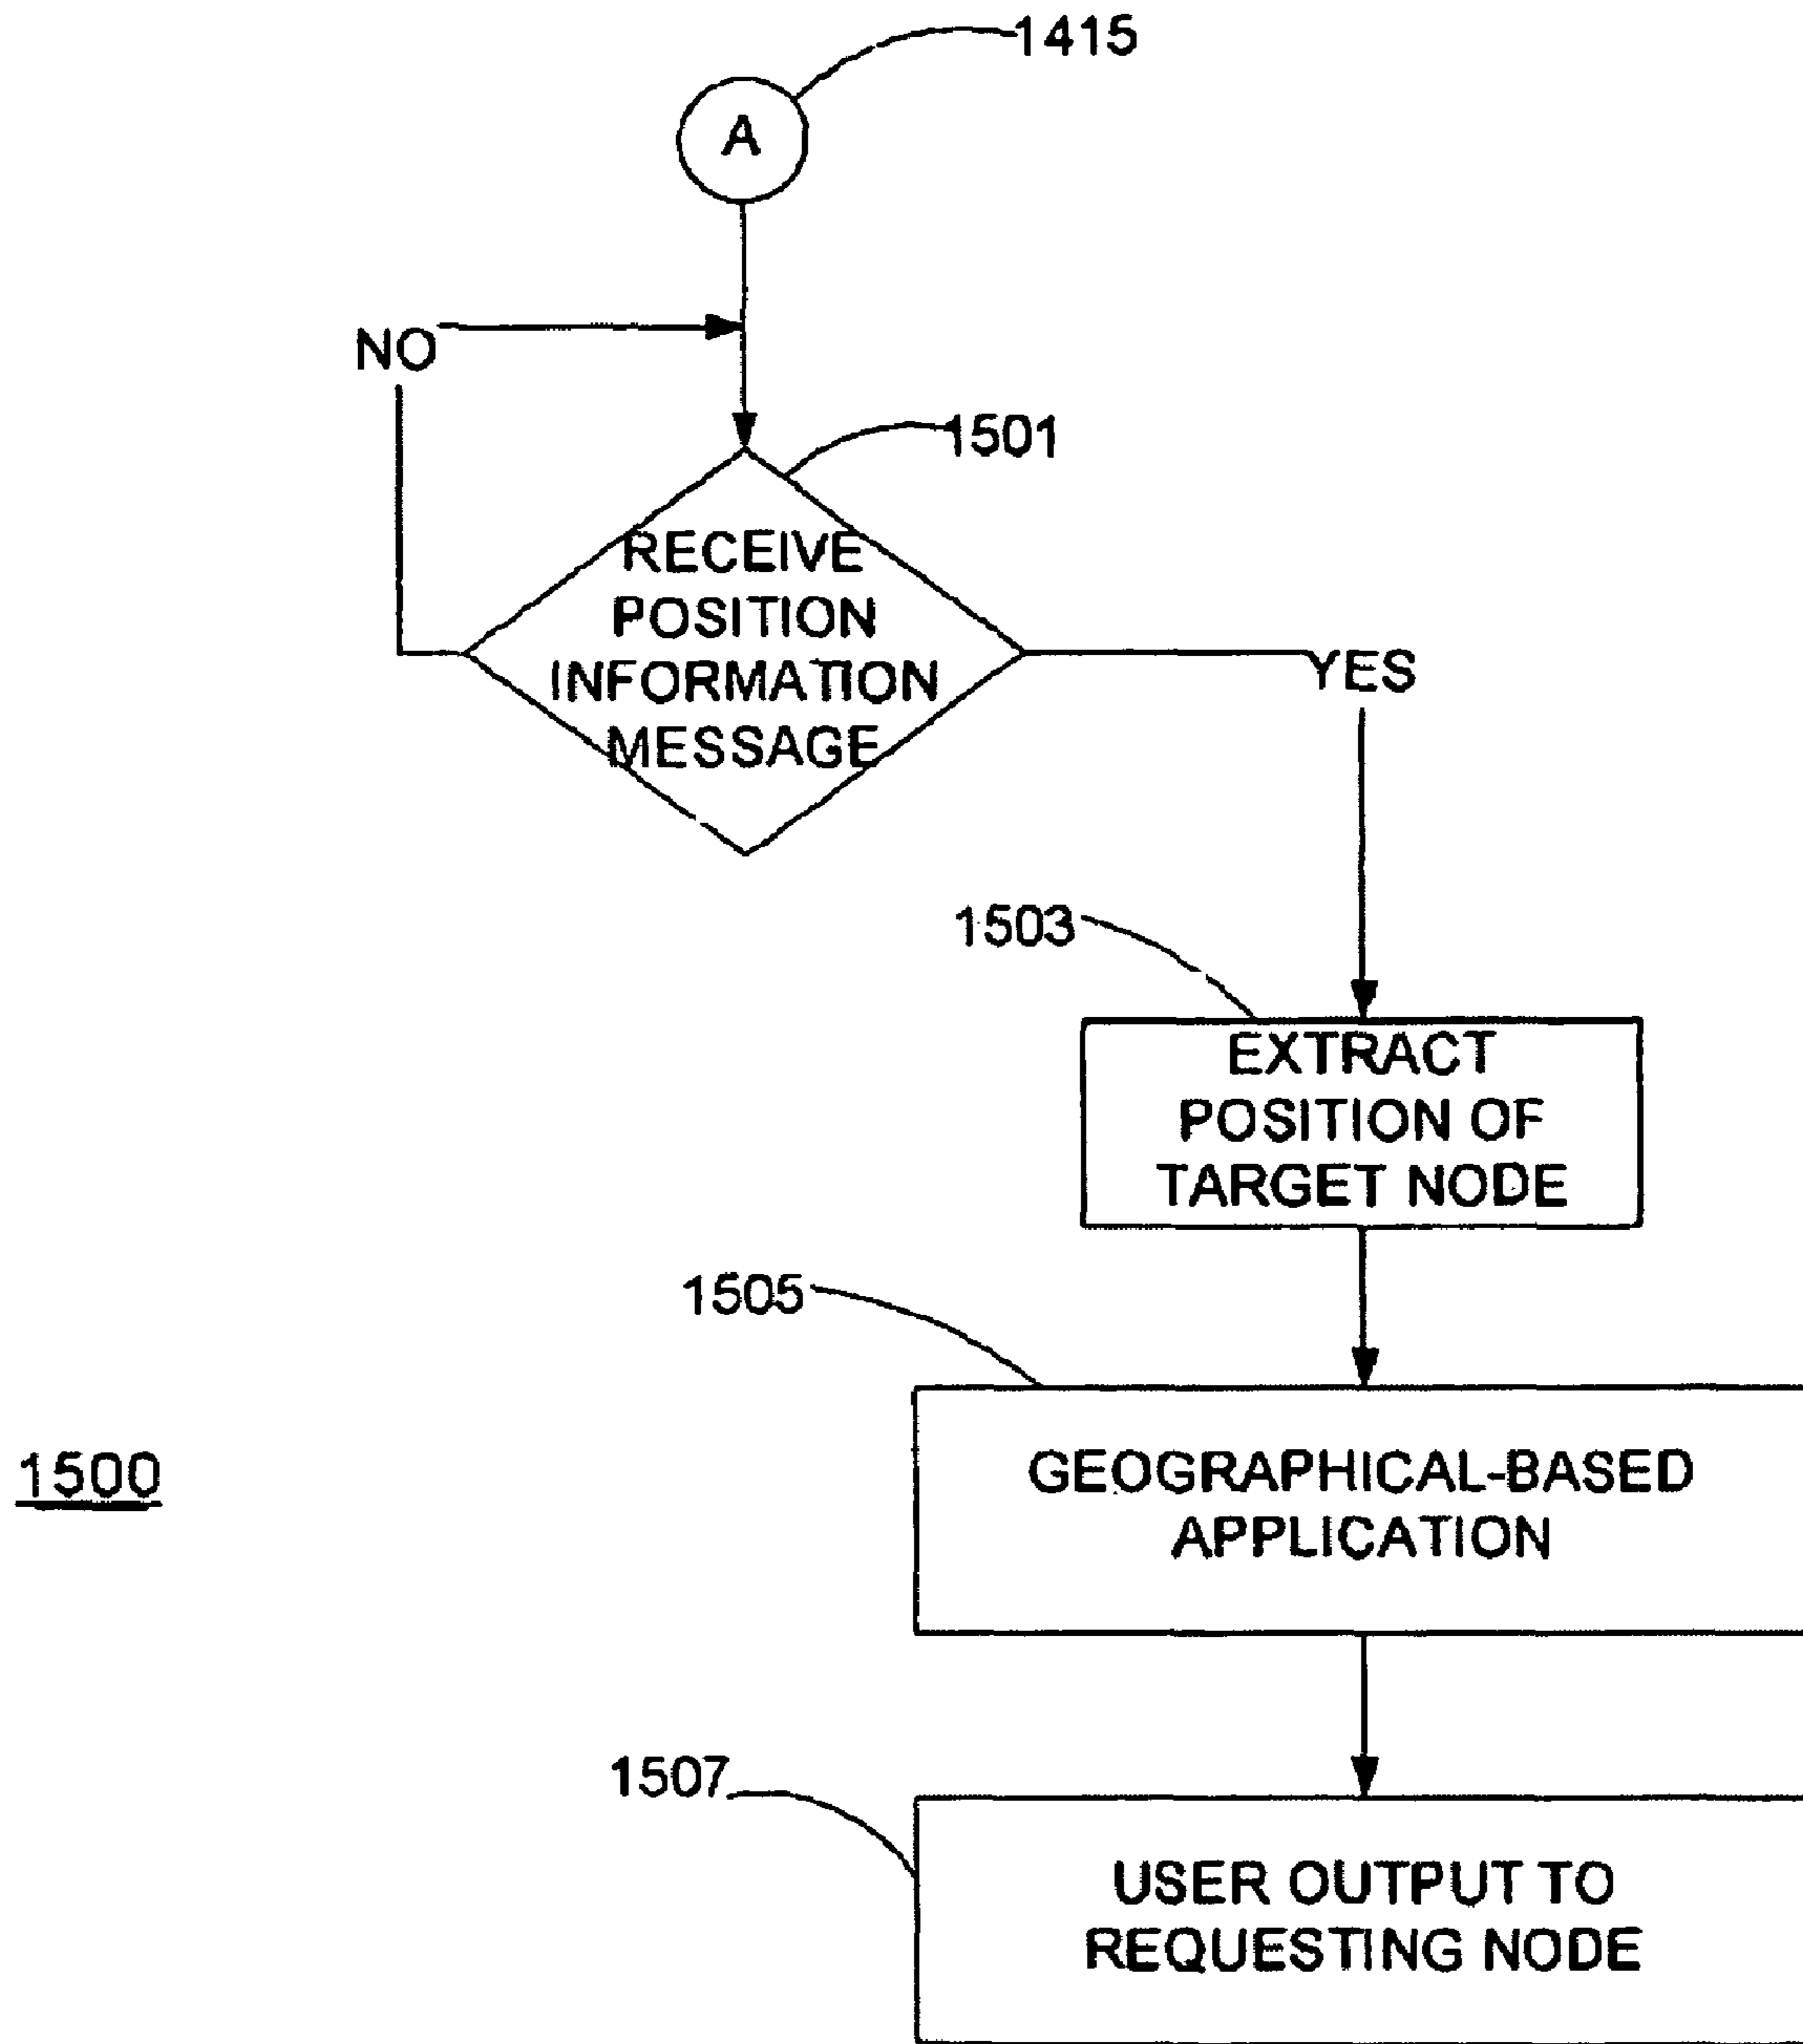 1415
A
NO
1501
RECEIVE
POSITION
INFORMATION
MESSAGE
YES
1503
EXTRACT
POSITION OF
TARGET NODE
1505
GEOGRAPHICAL-BASED
APPLICATION
1500
1507
USER OUTPUT TO
REQUESTING NODE